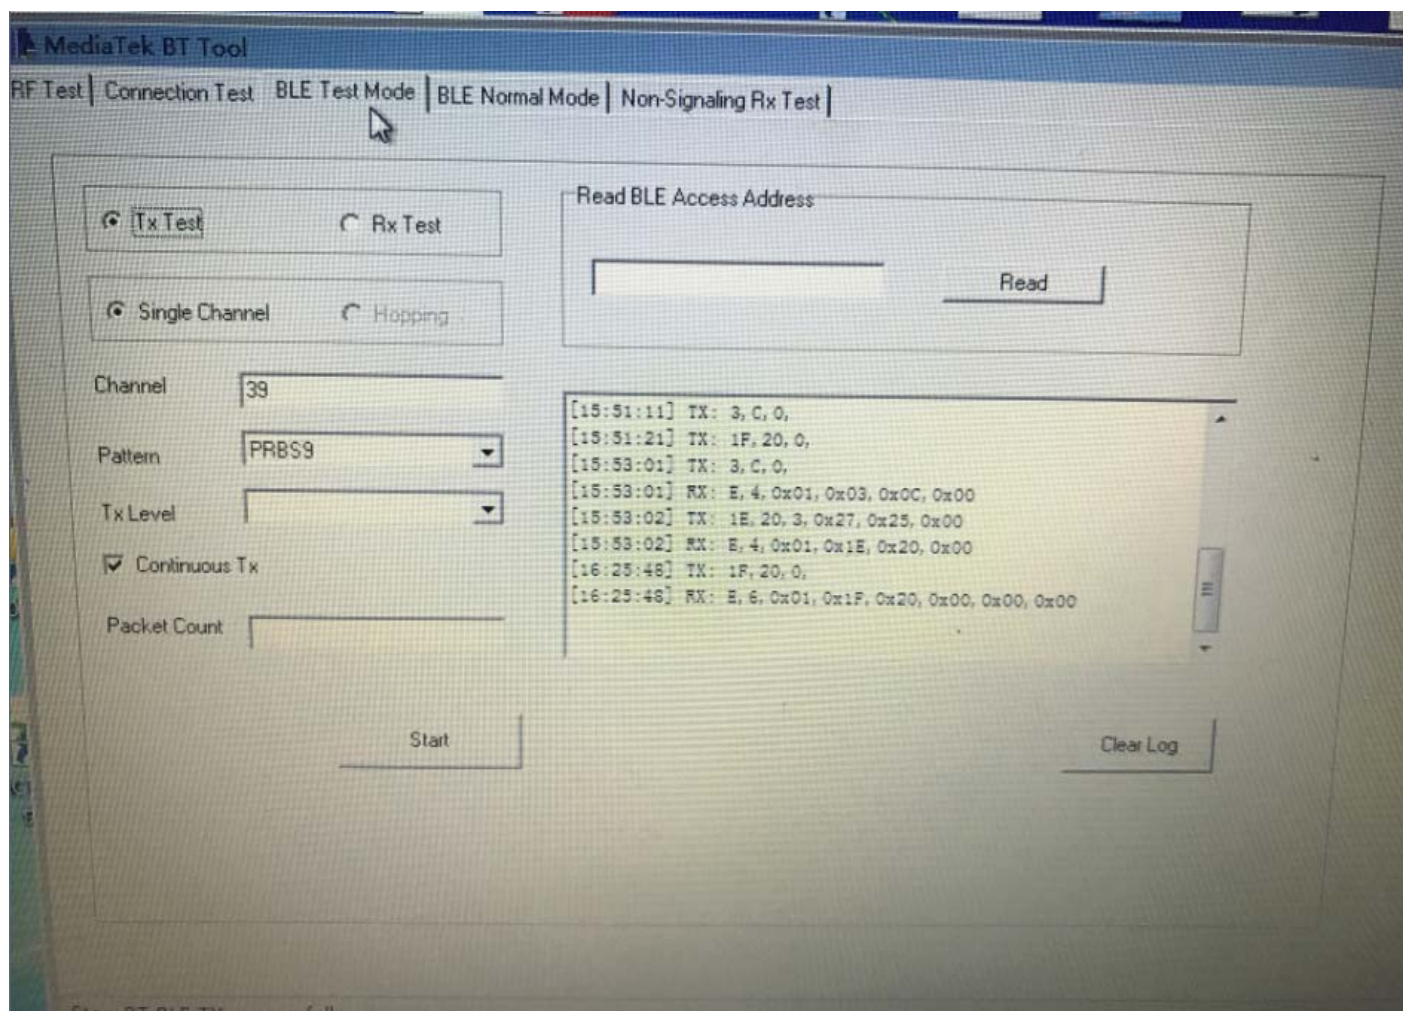 MediaTek BT Tool
RF Test Connection Test BLE Test Mode BLE Normal Mode Non-Signaling Rx Test
Tx Test Rx Test
Single Channel Hopping
Channel 39
Pattern PRBS9
Tx Level
Continuous Tx
Packet Count
Start
Read BLE Access Address
Read
[15:51:11] TX: 3, C, 0,
[15:51:21] TX: 1F, 20, 0,
[15:53:01] TX: 3, C, 0,
[15:53:01] RX: E, 4, 0x01, 0x03, 0x0C, 0x00
[15:53:02] TX: 1E, 20, 3, 0x27, 0x25, 0x00
[15:53:02] RX: E, 4, 0x01, 0x1E, 0x20, 0x00
[16:25:48] TX: 1F, 20, 0,
[16:25:48] RX: E, 6, 0x01, 0x1F, 0x20, 0x00, 0x00, 0x00
Clear Log